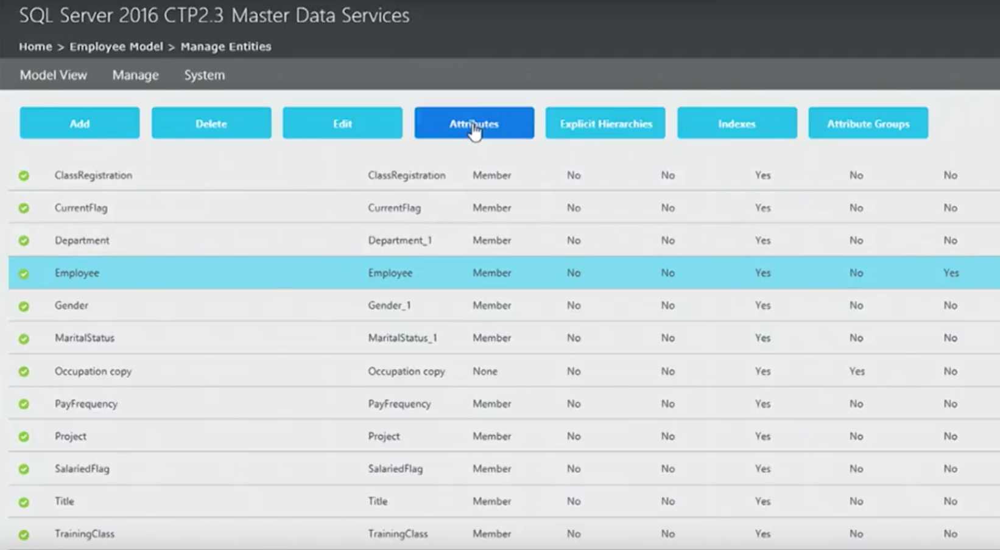 SQL Server 2016 CTP2.3 Master Data Services
Home > Employee Model > Manage Entities
Model View Manage System
Add Delete Edit Attributes Explicit Hierarchies Indexes Attribute Groups
ClassRegistration ClassRegistration Member No No Yes No No
CurrentFlag CurrentFlag Member No No Yes No No
Department Department_1 Member No No Yes No No
Employee Employee Member No No Yes No Yes
Gender Gender_1 Member No No Yes No No
MaritalStatus MaritalStatus_1 Member No No Yes No No
Occupation copy Occupation copy None No No Yes Yes No
PayFrequency PayFrequency Member No No Yes No No
Project Project Member No No Yes No No
SalariedFlag SalariedFlag Member No No Yes No No
Title Title Member No No Yes No No
TrainingClass TrainingClass Member No No Yes No No